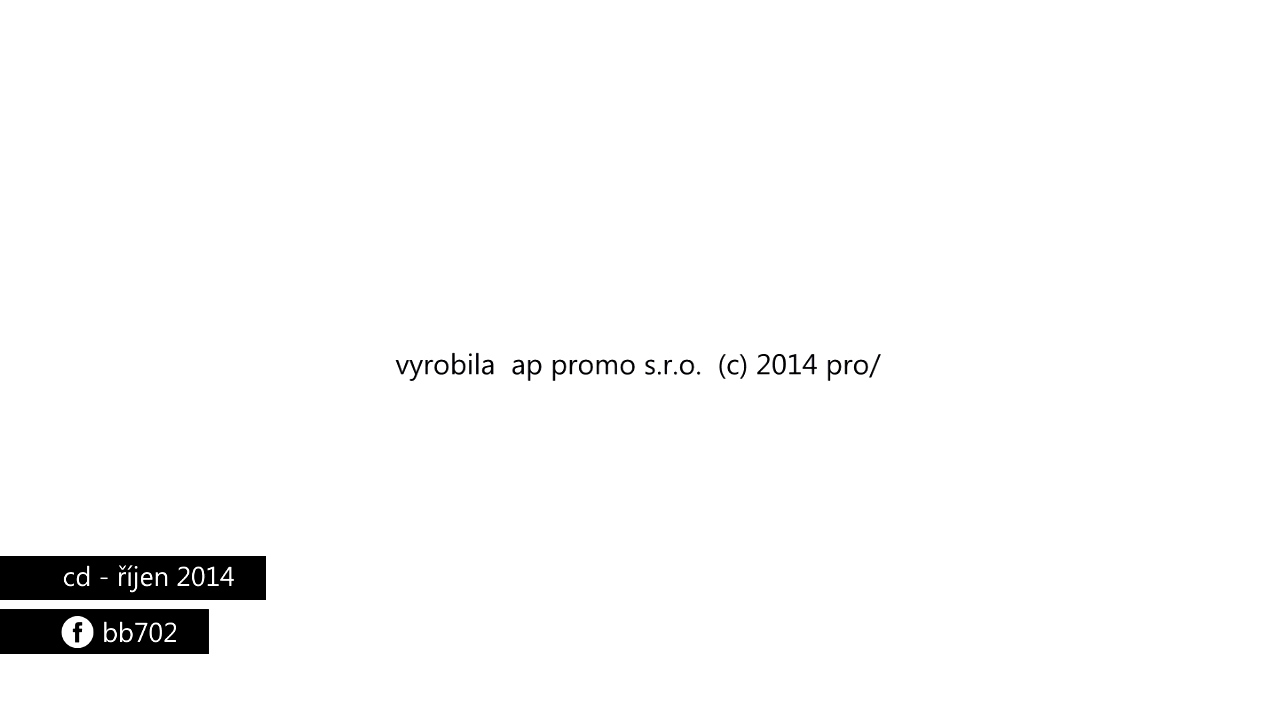 vyrobila  ap promo s.r.o.  (c) 2014 pro/
cd - říjen 2014
bb702